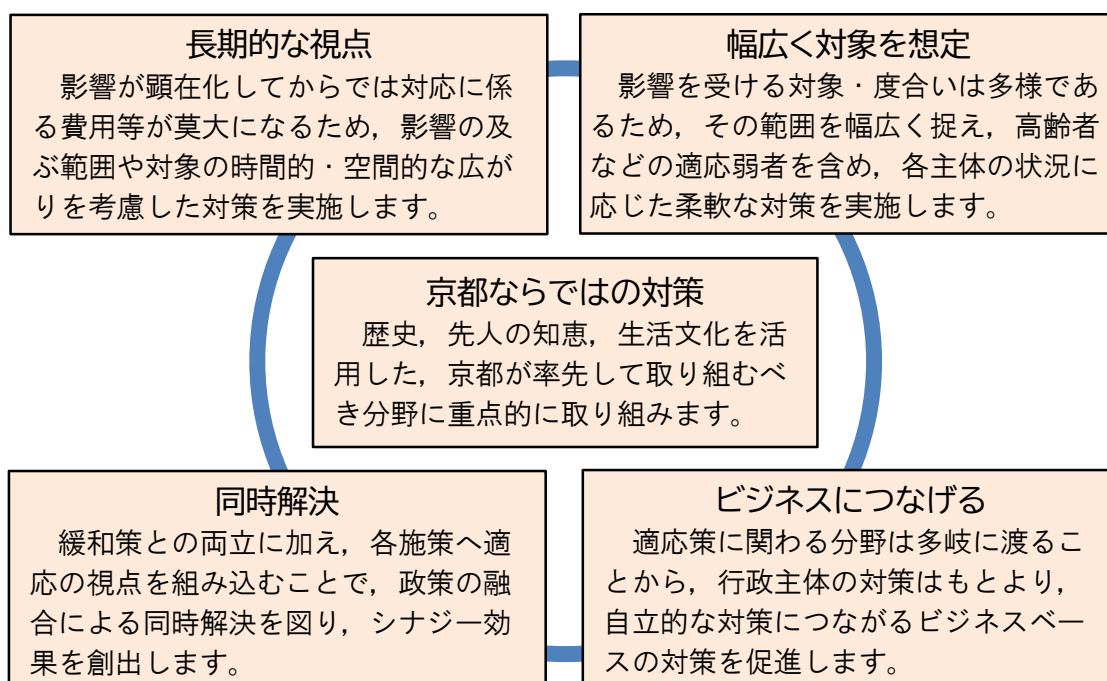 長期的な視点
影響が顕在化してからでは対応に係
る費用等が莫大になるため，影響の及
ぶ範囲や対象の時間的・空間的な広が
りを考慮した対策を実施します。
幅広く対象を想定
影響を受ける対象・度合いは多様であ
るため，その範囲を幅広く捉え，高齢者
などの適応弱者を含め，各主体の状況に
応じた柔軟な対策を実施します。
京都ならではの対策
歴史，先人の知恵，生活文化を活
用した，京都が率先して取り組むべ
き分野に重点的に取り組みます。
同時解決
緩和策との両立に加え，各施策へ適
応の視点を組み込むことで，政策の融
合による同時解決を図り，シナジー効
果を創出します。
ビジネスにつなげる
適応策に関わる分野は多岐に渡るこ
とから，行政主体の対策はもとより，
自立的な対策につながるビジネスベー
スの対策を促進します。